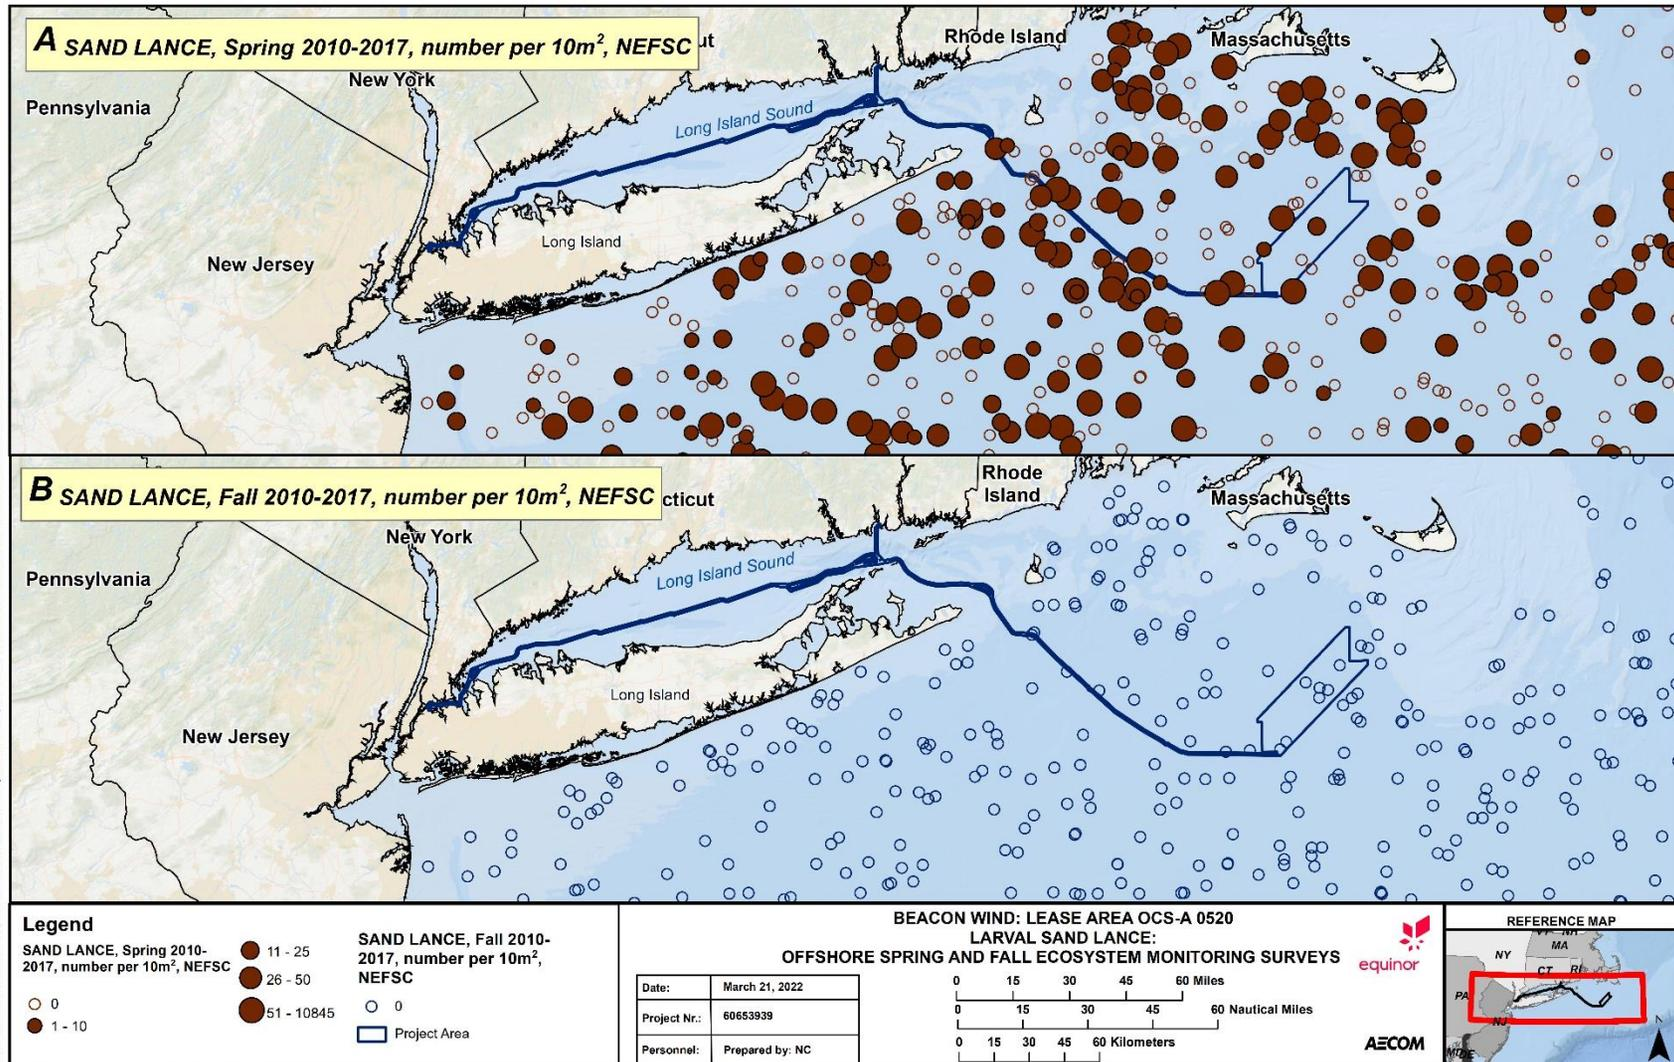 A SAND LANCE, Spring 2010-2017, number per 10m², NEFSC
ut
Rhode Island
Massachusetts
New York
Pennsylvania
Long Island Sound
Long Island
New Jersey
B SAND LANCE, Fall 2010-2017, number per 10m², NEFSC
cticut
Rhode
Island
Massachusetts
New York
Pennsylvania
Long Island Sound
Long Island
New Jersey
Legend
SAND LANCE, Spring 2010-
2017, number per 10m², NEFSC
0
1 - 10
11 - 25
26 - 50
51 - 10845
SAND LANCE, Fall 2010-
2017, number per 10m²,
NEFSC
0
Project Area
BEACON WIND: LEASE AREA OCS-A 0520
LARVAL SAND LANCE:
OFFSHORE SPRING AND FALL ECOSYSTEM MONITORING SURVEYS
Date: March 21, 2022
Project Nr.: 60653939
Personnel: Prepared by: NC
0 15 30 45 60 Miles
0 15 30 45 60 Nautical Miles
0 15 30 45 60 Kilometers
equinor
AECOM
REFERENCE MAP
NY
MA
CT
RI
PA
NJ
MD
DE
N